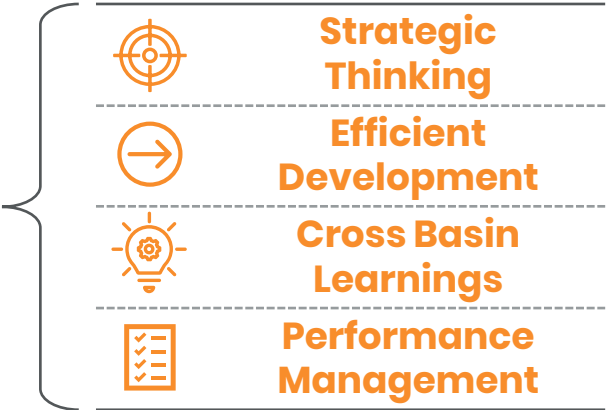 Strategic
Thinking
Efficient
Development
Cross Basin
Learnings
Performance
Management